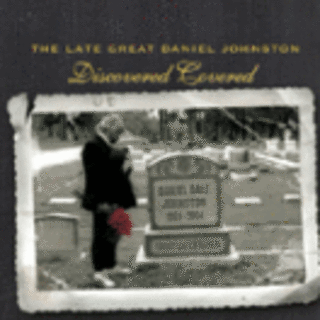 THE LATE GREAT DANIEL JOHNSTON
Discovered Covered
DANIEL DALE
JOHNSTON